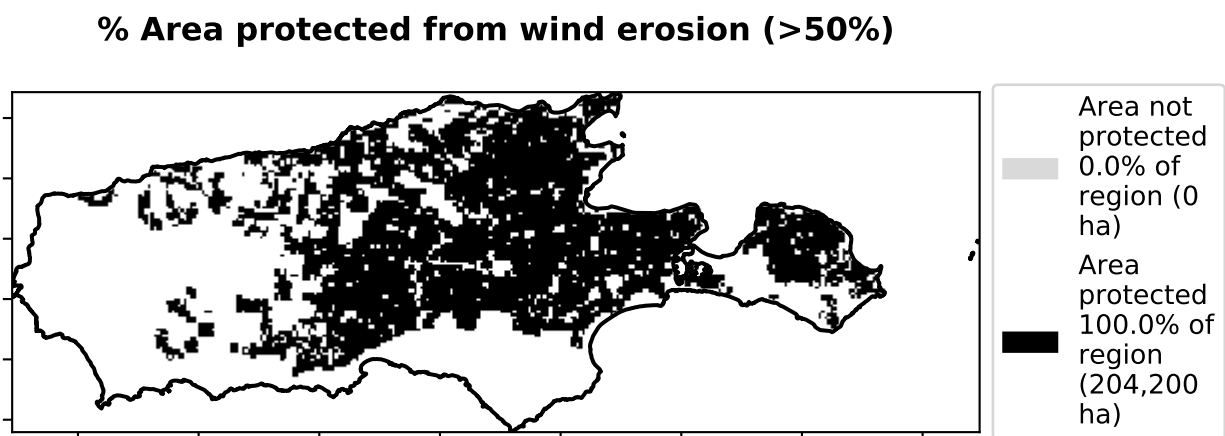 % Area protected from wind erosion (>50%)
Area not
protected
0.0% of
region (0
ha)
Area
protected
100.0% of
region
(204,200
ha)